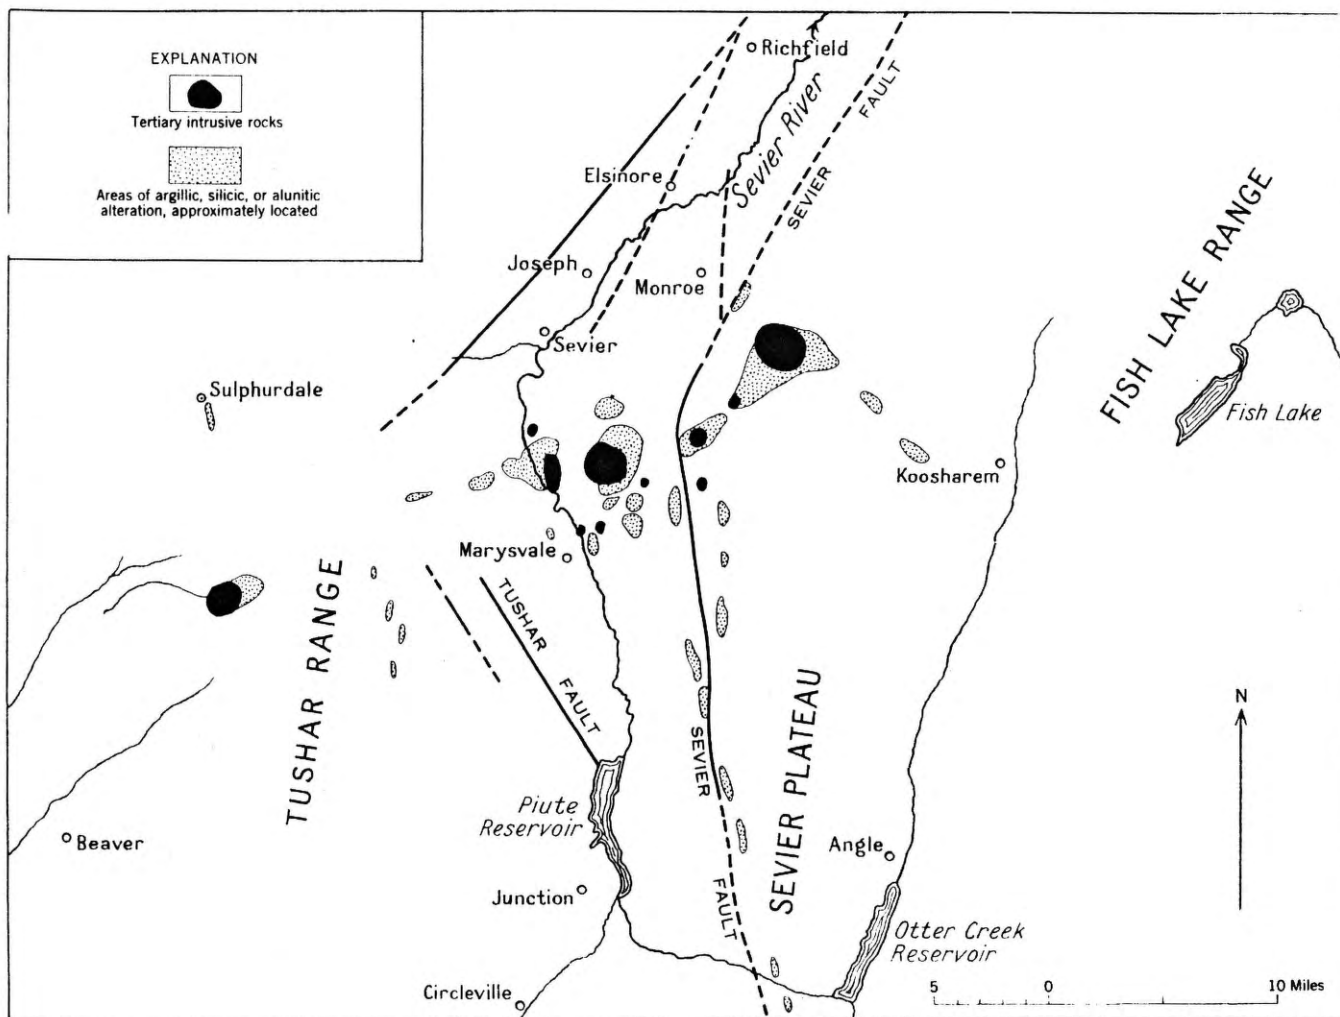 EXPLANATION
Tertiary intrusive rocks
Areas of argillic, silicic, or alunitic
alteration, approximately located
Richfield
Sevier River
FAULT
SEVIER
Elsinore
Joseph
Monroe
Sevier
Sulphurdale
FISH LAKE RANGE
Fish Lake
Koosharem
Marysvale
TUSHAR
FAULT
TUSHAR RANGE
SEVIER
FAULT
SEVIER PLATEAU
N
Piute
Reservoir
Beaver
Angle
Junction
Otter Creek
Reservoir
Circleville
5 0 10 Miles